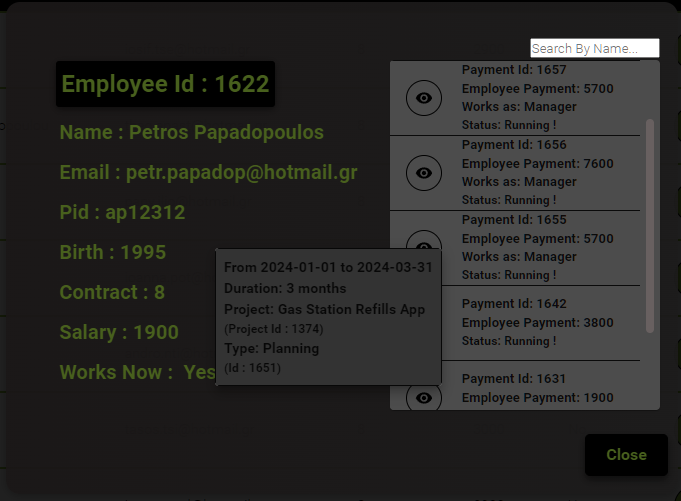 Search By Name...
Employee Id : 1622
Name : Petros Papadopoulos
Email : petr.papadop@hotmail.gr
Pid : ap12312
Birth : 1995
Contract : 8
Salary : 1900
Works Now : Yes
Payment Id: 1657
Employee Payment: 5700
Works as: Manager
Status: Running !
Payment Id: 1656
Employee Payment: 7600
Works as: Manager
Status: Running !
Payment Id: 1655
Employee Payment: 5700
Works as: Manager
Status: Running !
Payment Id: 1642
Employee Payment: 3800
Status: Running !
Payment Id: 1631
Employee Payment: 1900
From 2024-01-01 to 2024-03-31
Duration: 3 months
Project: Gas Station Refills App
(Project Id : 1374)
Type: Planning
(Id : 1651)
Close